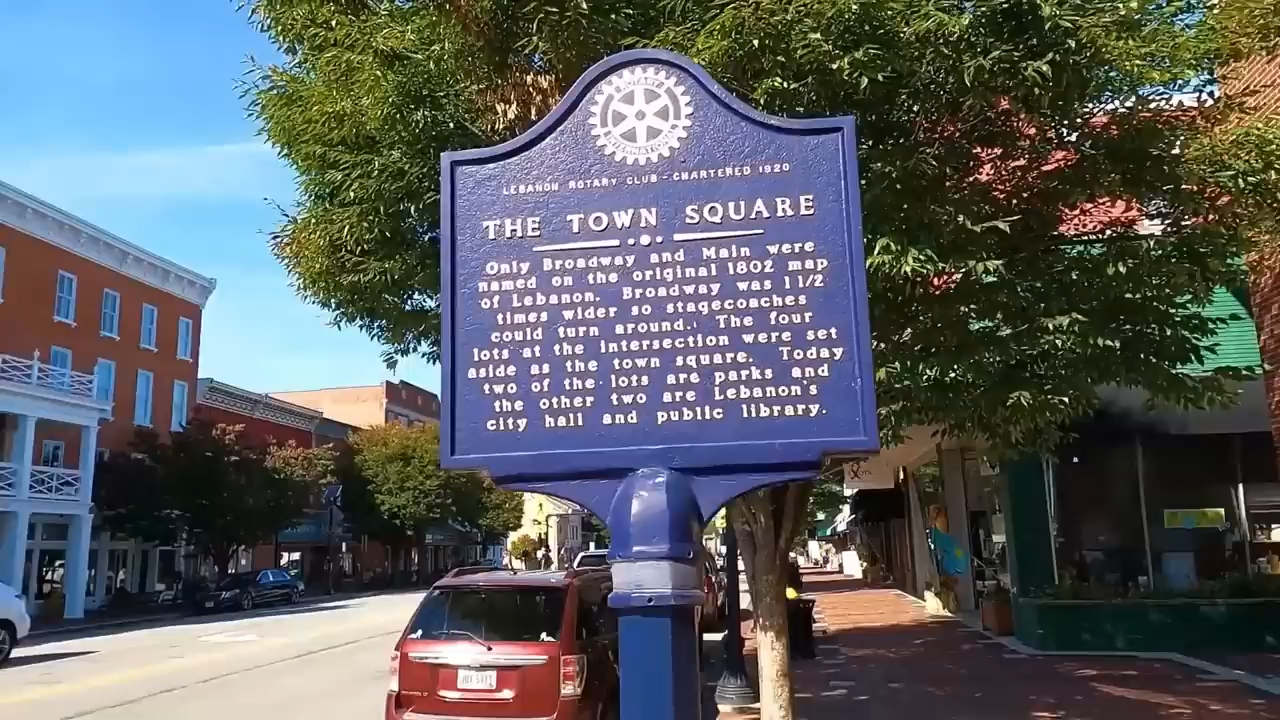 ROTARY
INTERNATIONAL
LEBANON ROTARY CLUB - CHARTERED 1920
THE TOWN SQUARE
Only Broadway and Main were
named on the original 1802 map
of Lebanon. Broadway was 1 1/2
times wider so stagecoaches
could turn around. The four
lots at the intersection were set
aside as the town square. Today
two of the lots are parks and
the other two are Lebanon's
city hall and public library.